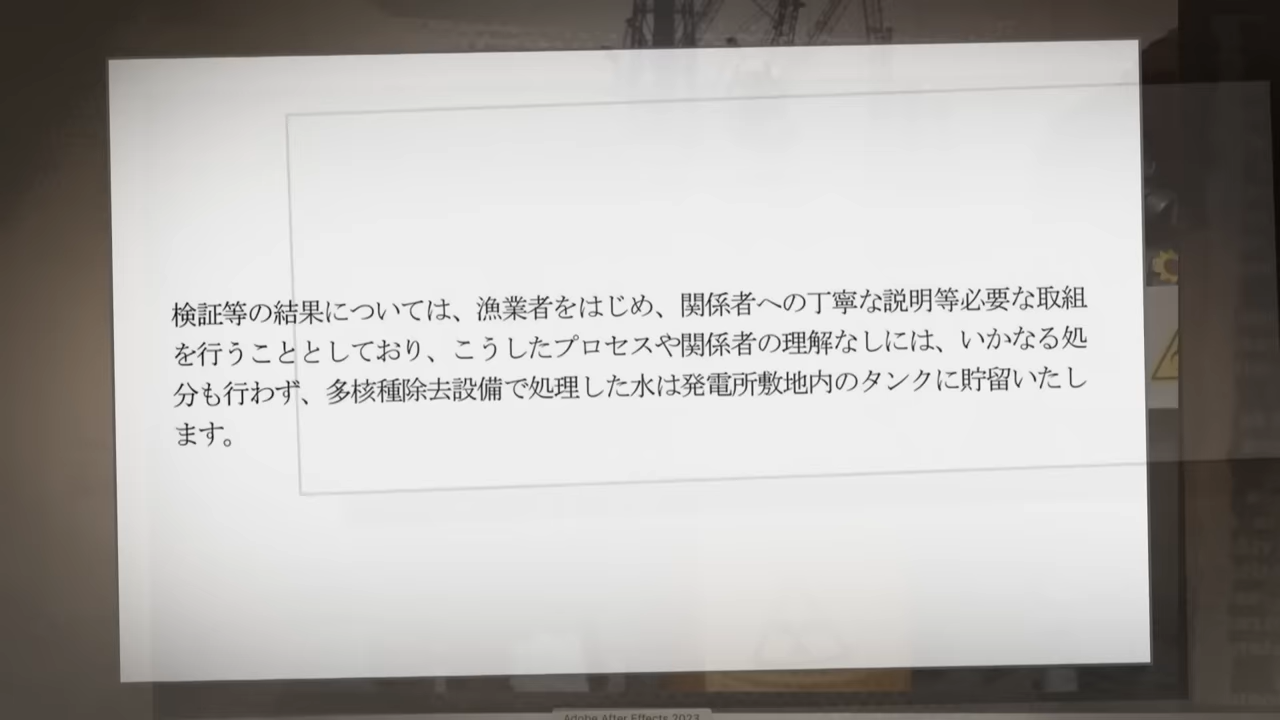 検証等の結果については、漁業者をはじめ、関係者への丁寧な説明等必要な取組
を行うこととしており、こうしたプロセスや関係者の理解なしには、いかなる処
分も行わず、多核種除去設備で処理した水は発電所敷地内のタンクに貯留いたし
ます。
Adobe After Effects 2023